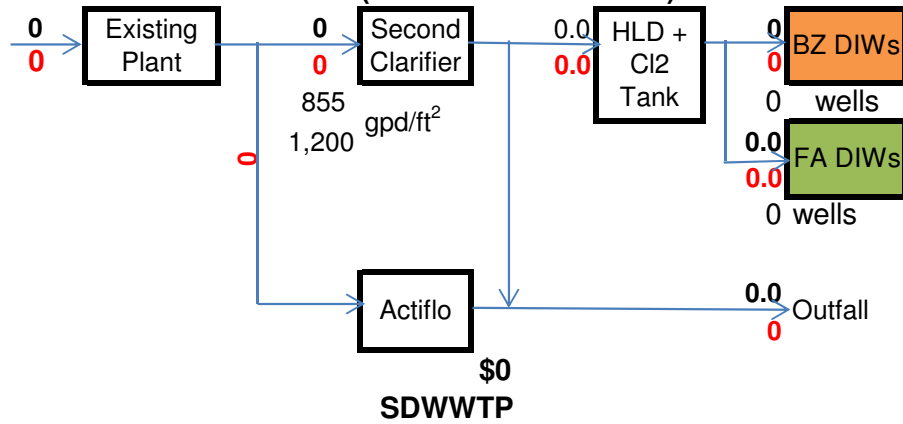 0
0
Existing
Plant
0
0
0
855
1,200
gpd/ft2
Second
Clarifier
0.0
0.0
HLD +
Cl2
Tank
0
0
BZ DIWs
0 wells
0.0
0.0
FA DIWs
0 wells
Actiflo
0.0
0
Outfall
$0
SDWWTP